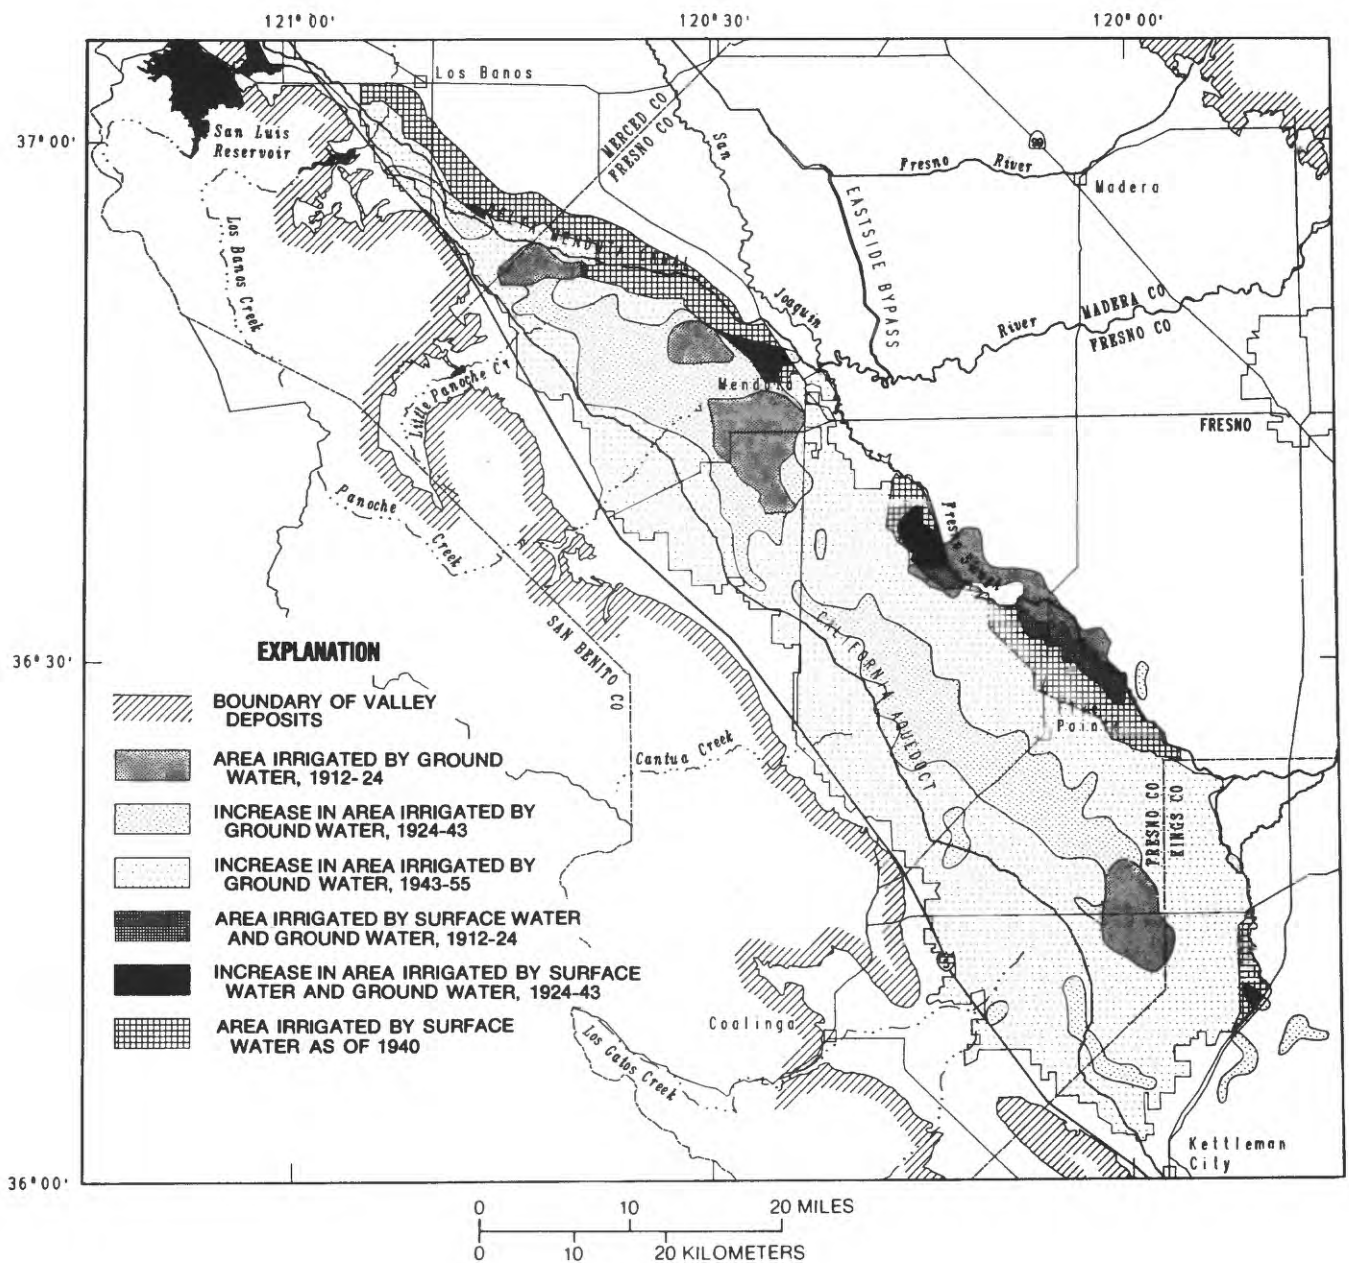 121° 00'
120° 30'
120° 00'
Los Banos
37° 00'
San Luis
Reservoir
MERCED CO
FRESNO CO
San
99
Fresno River
Madera
EASTSIDE BYPASS
Los Banos
Creek
Joaquin
River
MADERA CO
FRESNO CO
Little Panoche Cr
Mendota
FRESNO
Panoche
Creek
Fresno Slough
SAN BENITO CO
CALIFORNIA AQUEDUCT
36° 30'
EXPLANATION
BOUNDARY OF VALLEY
DEPOSITS
AREA IRRIGATED BY GROUND
WATER, 1912-24
INCREASE IN AREA IRRIGATED BY
GROUND WATER, 1924-43
INCREASE IN AREA IRRIGATED BY
GROUND WATER, 1943-55
AREA IRRIGATED BY SURFACE WATER
AND GROUND WATER, 1912-24
INCREASE IN AREA IRRIGATED BY SURFACE
WATER AND GROUND WATER, 1924-43
AREA IRRIGATED BY SURFACE
WATER AS OF 1940
Cantua Creek
FRESNO CO
KINGS CO
5
Coalinga
Los Gatos Creek
Kettleman
City
36° 00'
0 10 20 MILES
0 10 20 KILOMETERS